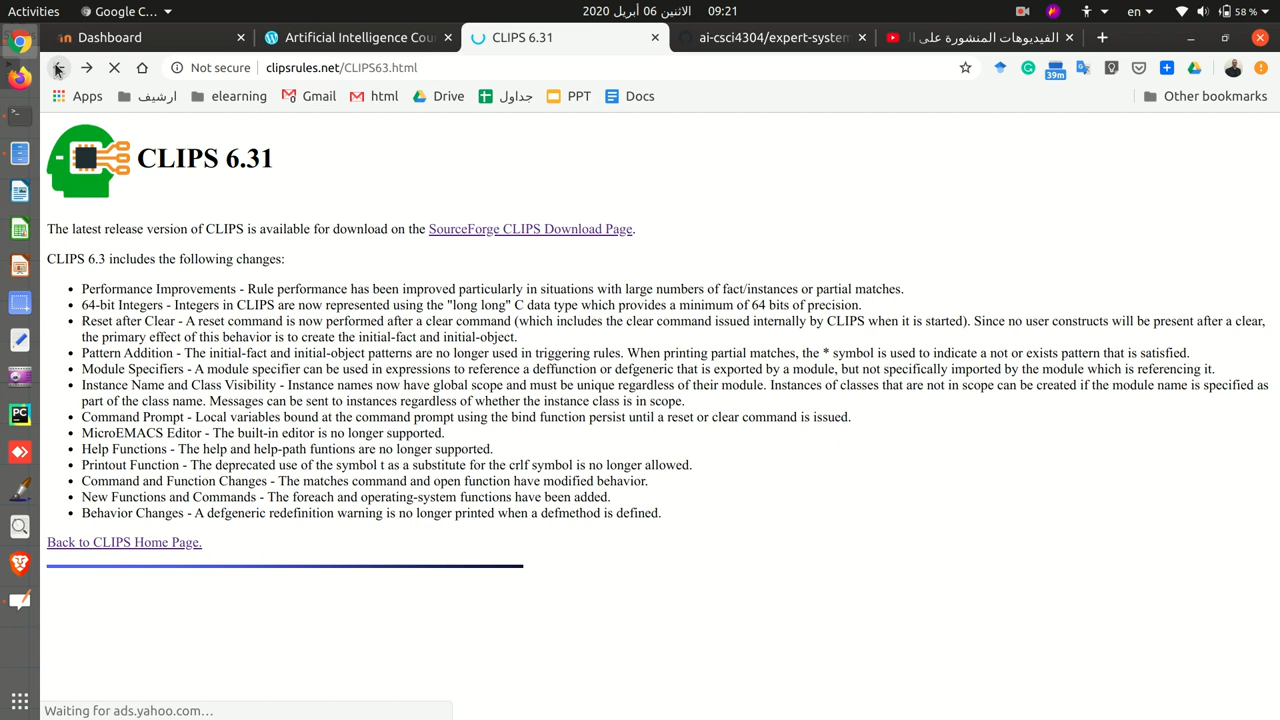 Activities
Google C...
الاثنين 06 أبريل 2020 09:21
en
58 %
Dashboard
Artificial Intelligence Cou
CLIPS 6.31
ai-csci4304/expert-system
الفيديوهات المنشورة على ال
Not secure
clipsrules.net/CLIPS63.html
39m
Apps
ارشيف
elearning
Gmail
html
Drive
جداول
PPT
Docs
Other bookmarks
CLIPS 6.31
The latest release version of CLIPS is available for download on the SourceForge CLIPS Download Page.
CLIPS 6.3 includes the following changes:
• Performance Improvements - Rule performance has been improved particularly in situations with large numbers of fact/instances or partial matches.
• 64-bit Integers - Integers in CLIPS are now represented using the "long long" C data type which provides a minimum of 64 bits of precision.
• Reset after Clear - A reset command is now performed after a clear command (which includes the clear command issued internally by CLIPS when it is started). Since no user constructs will be present after a clear,
the primary effect of this behavior is to create the initial-fact and initial-object.
• Pattern Addition - The initial-fact and initial-object patterns are no longer used in triggering rules. When printing partial matches, the * symbol is used to indicate a not or exists pattern that is satisfied.
• Module Specifiers - A module specifier can be used in expressions to reference a deffunction or defgeneric that is exported by a module, but not specifically imported by the module which is referencing it.
• Instance Name and Class Visibility - Instance names now have global scope and must be unique regardless of their module. Instances of classes that are not in scope can be created if the module name is specified as
part of the class name. Messages can be sent to instances regardless of whether the instance class is in scope.
• Command Prompt - Local variables bound at the command prompt using the bind function persist until a reset or clear command is issued.
• MicroEMACS Editor - The built-in editor is no longer supported.
• Help Functions - The help and help-path funtions are no longer supported.
• Printout Function - The deprecated use of the symbol t as a substitute for the crlf symbol is no longer allowed.
• Command and Function Changes - The matches command and open function have modified behavior.
• New Functions and Commands - The foreach and operating-system functions have been added.
• Behavior Changes - A defgeneric redefinition warning is no longer printed when a defmethod is defined.
Back to CLIPS Home Page.
PC
Waiting for ads.yahoo.com…